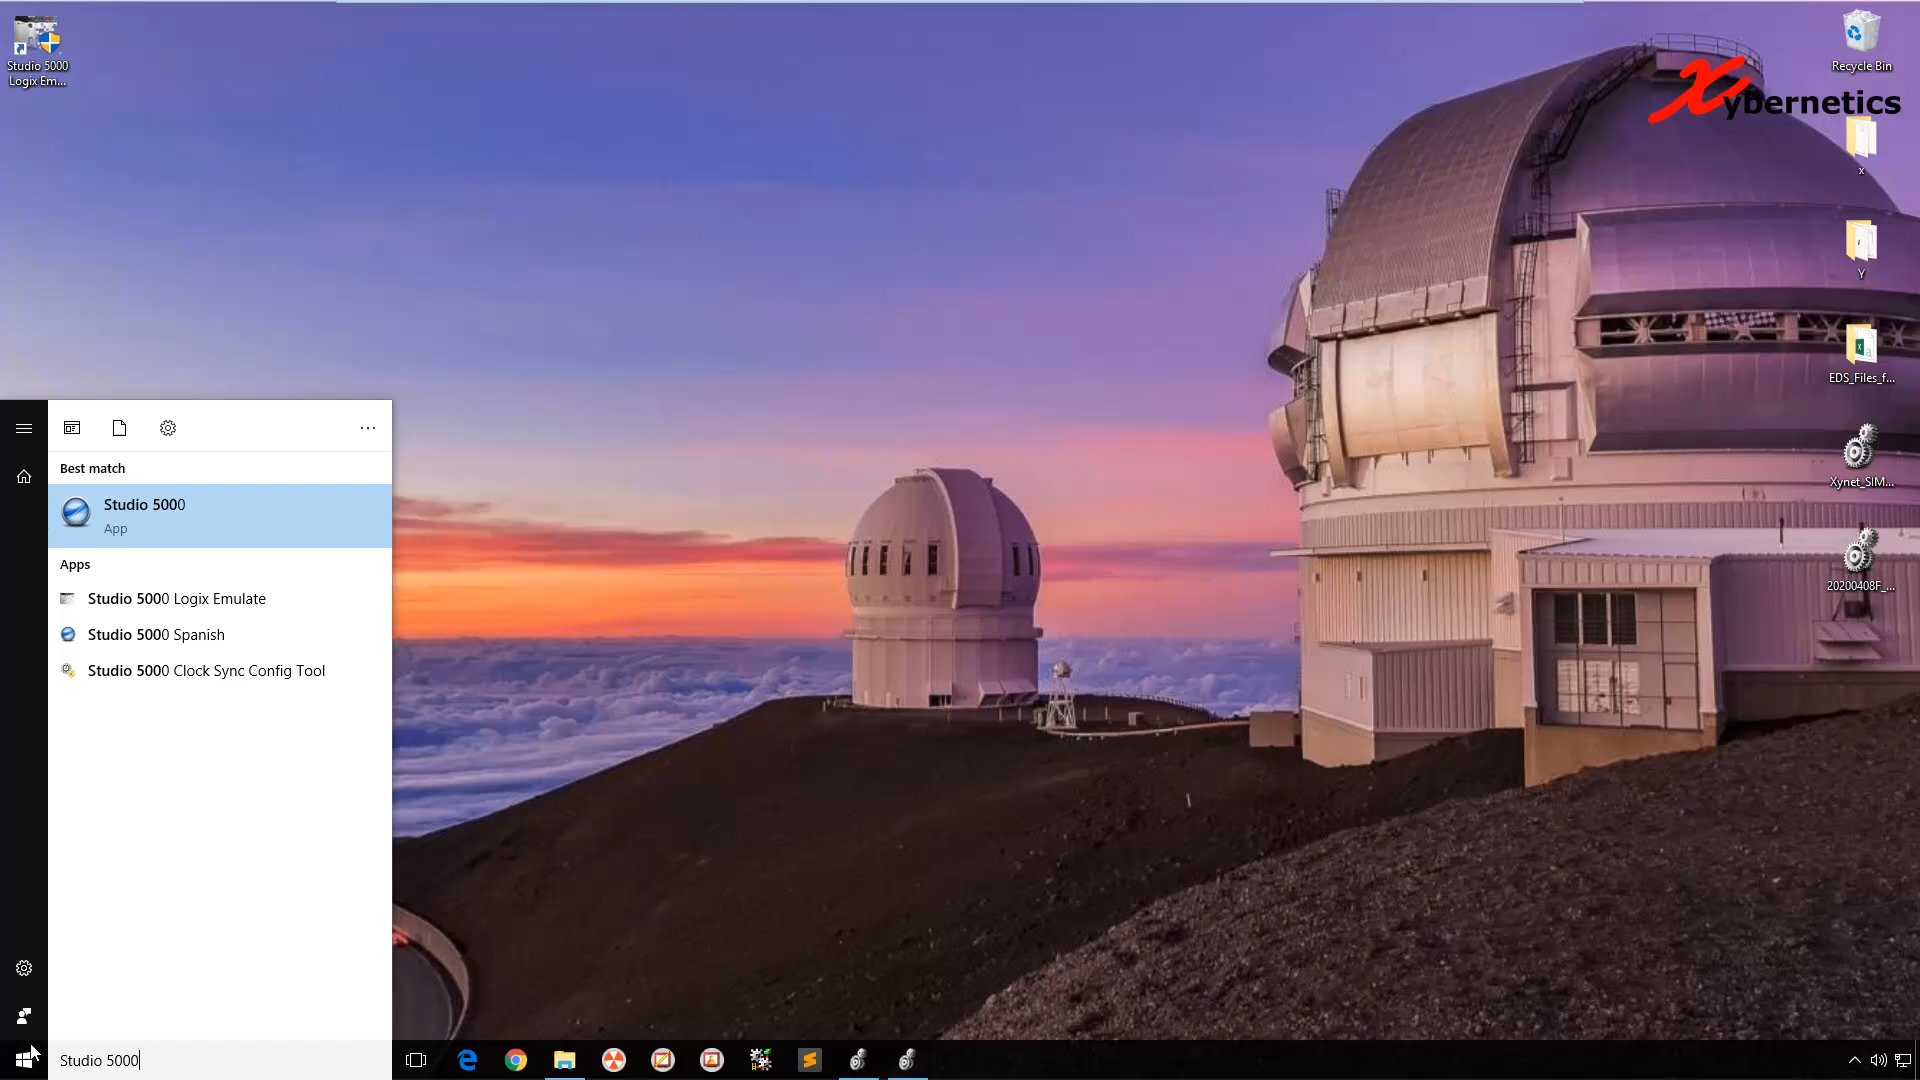 Studio 5000
Logix Em...
Recycle Bin
Xybernetics
x
Y
EDS_Files_f...
Xynet_SIM...
20200408F_...
Best match
Studio 5000
App
Apps
Studio 5000 Logix Emulate
Studio 5000 Spanish
Studio 5000 Clock Sync Config Tool
Studio 5000